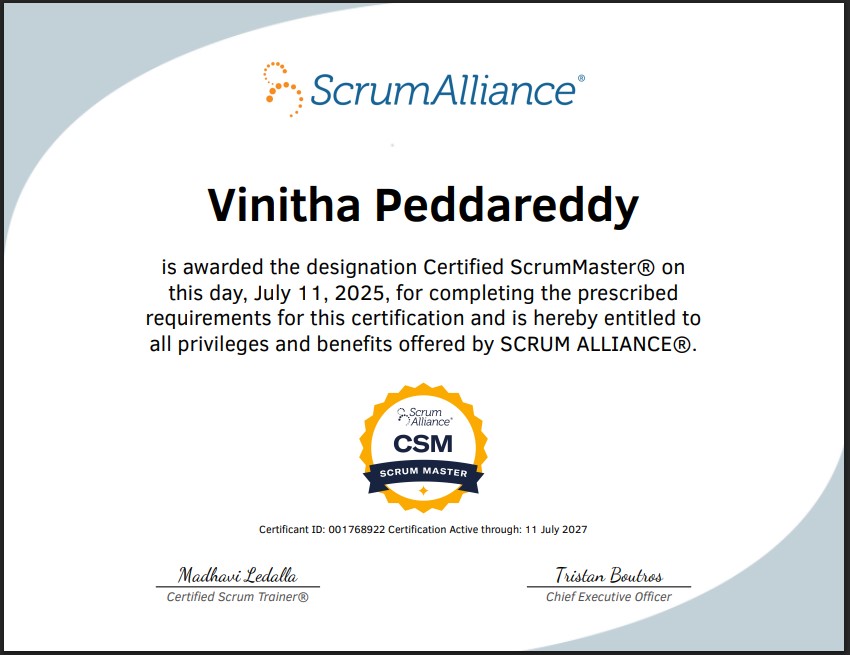 ScrumAlliance®
Vinitha Peddareddy
is awarded the designation Certified ScrumMaster® on
this day, July 11, 2025, for completing the prescribed
requirements for this certification and is hereby entitled to
all privileges and benefits offered by SCRUM ALLIANCE®.
Scrum
Alliance®
CSM
SCRUM MASTER
Certificant ID: 001768922 Certification Active through: 11 July 2027
Madhavi Ledalla
Tristan Boutros
Certified Scrum Trainer®
Chief Executive Officer